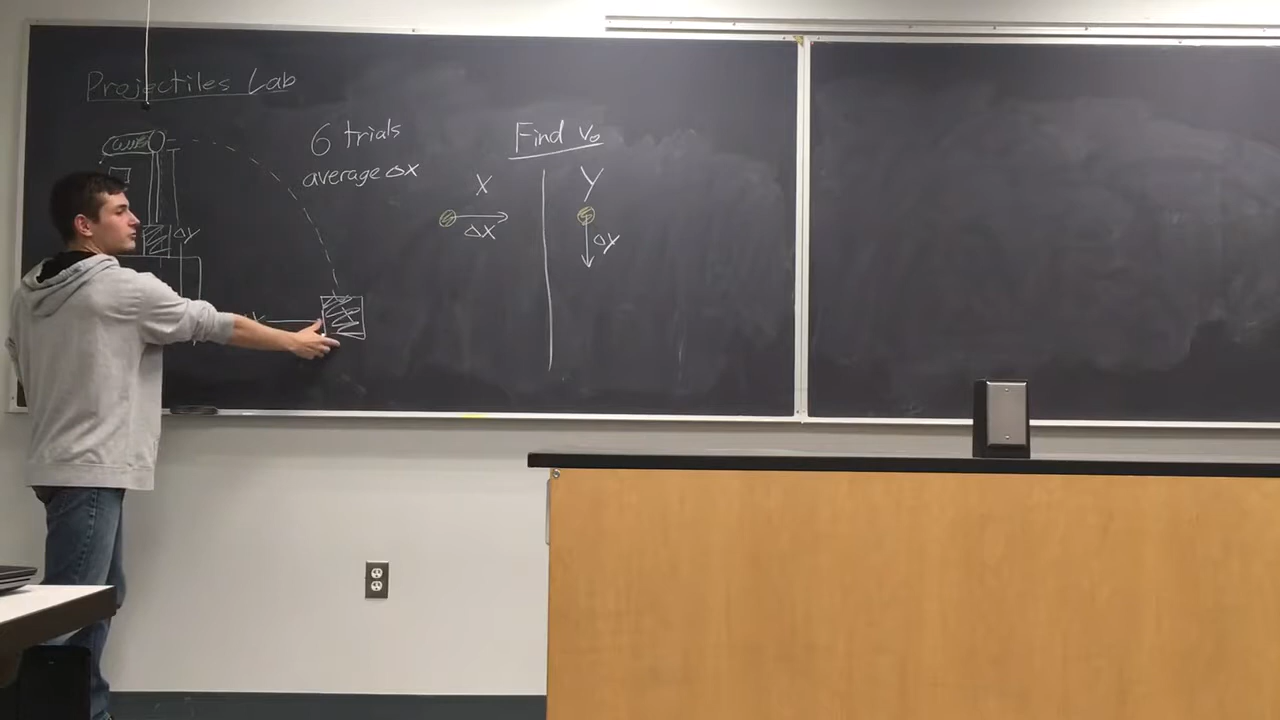 Projectiles Lab
6 trials
average Δx
Find v₀
X
Y
Δx
Δy
Δy